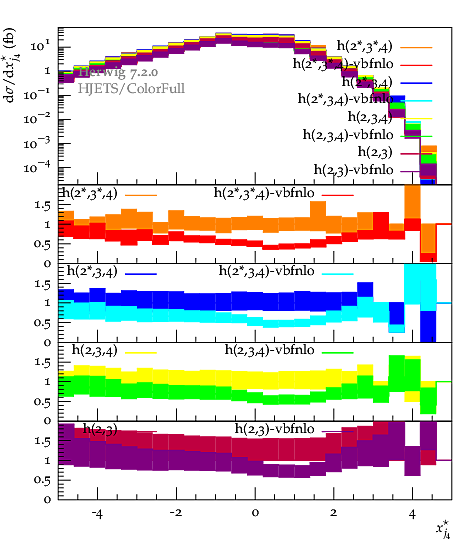 dσ/dx*j4 (fb)
10^1
1
10^-1
10^-2
10^-3
10^-4
Herwig 7.2.0
HJETS/ColorFull
h(2*,3*,4)
h(2*,3*,4)-vbfnlo
h(2*,3,4)
h(2*,3,4)-vbfnlo
h(2,3,4)
h(2,3,4)-vbfnlo
h(2,3)
h(2,3)-vbfnlo
h(2*,3*,4) h(2*,3*,4)-vbfnlo
1.5
1
0.5
0
h(2*,3,4) h(2*,3,4)-vbfnlo
1.5
1
0.5
0
h(2,3,4) h(2,3,4)-vbfnlo
1.5
1
0.5
0
h(2,3) h(2,3)-vbfnlo
1.5
1
0.5
0
-4 -2 0 2 4
x*j4